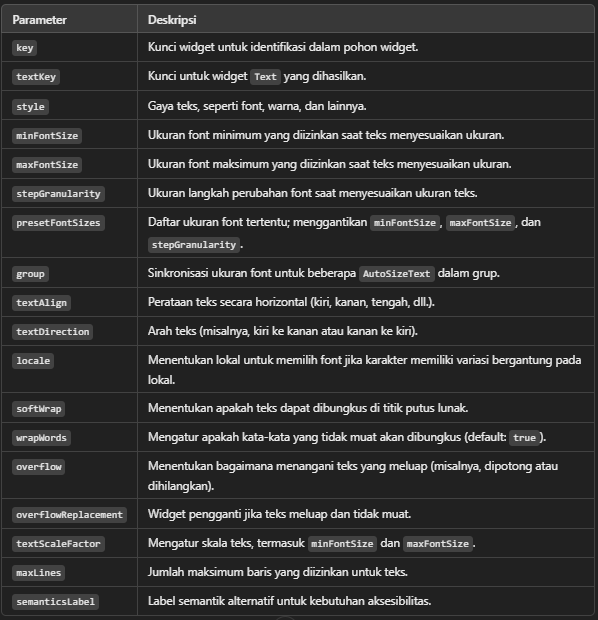 Parameter Deskripsi
key Kunci widget untuk identifikasi dalam pohon widget.
textKey Kunci untuk widget Text yang dihasilkan.
style Gaya teks, seperti font, warna, dan lainnya.
minFontSize Ukuran font minimum yang diizinkan saat teks menyesuaikan ukuran.
maxFontSize Ukuran font maksimum yang diizinkan saat teks menyesuaikan ukuran.
stepGranularity Ukuran langkah perubahan font saat menyesuaikan ukuran teks.
presetFontSizes Daftar ukuran font tertentu; menggantikan minFontSize, maxFontSize, dan
stepGranularity.
group Sinkronisasi ukuran font untuk beberapa AutoSizeText dalam grup.
textAlign Perataan teks secara horizontal (kiri, kanan, tengah, dll.).
textDirection Arah teks (misalnya, kiri ke kanan atau kanan ke kiri).
locale Menentukan lokal untuk memilih font jika karakter memiliki variasi bergantung pada
lokal.
softWrap Menentukan apakah teks dapat dibungkus di titik putus lunak.
wrapWords Mengatur apakah kata-kata yang tidak muat akan dibungkus (default: true).
overflow Menentukan bagaimana menangani teks yang meluap (misalnya, dipotong atau
dihilangkan).
overflowReplacement Widget pengganti jika teks meluap dan tidak muat.
textScaleFactor Mengatur skala teks, termasuk minFontSize dan maxFontSize.
maxLines Jumlah maksimum baris yang diizinkan untuk teks.
semanticsLabel Label semantik alternatif untuk kebutuhan aksesibilitas.